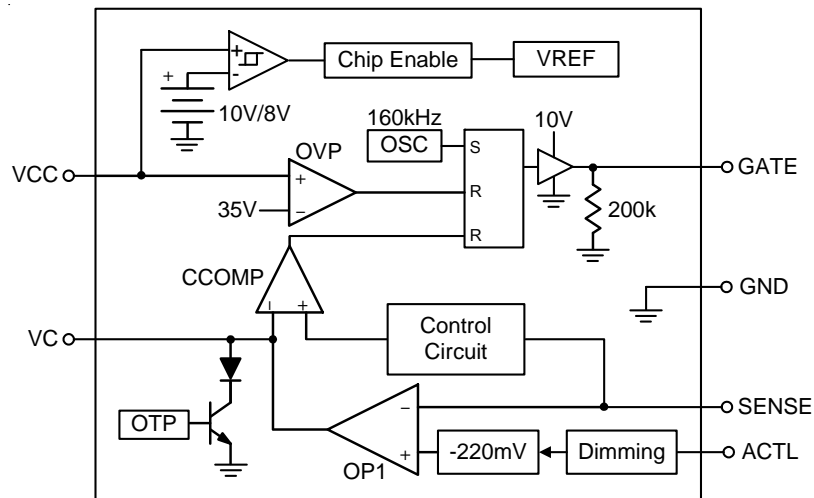 +
+
-
Chip Enable
VREF
10V/8V
160kHz
10V
OSC
S
OVP
VCC
+
−
35V
R
R
GATE
200k
CCOMP
−
+
GND
VC
Control
Circuit
OTP
−
SENSE
+
-220mV
Dimming
ACTL
OP1